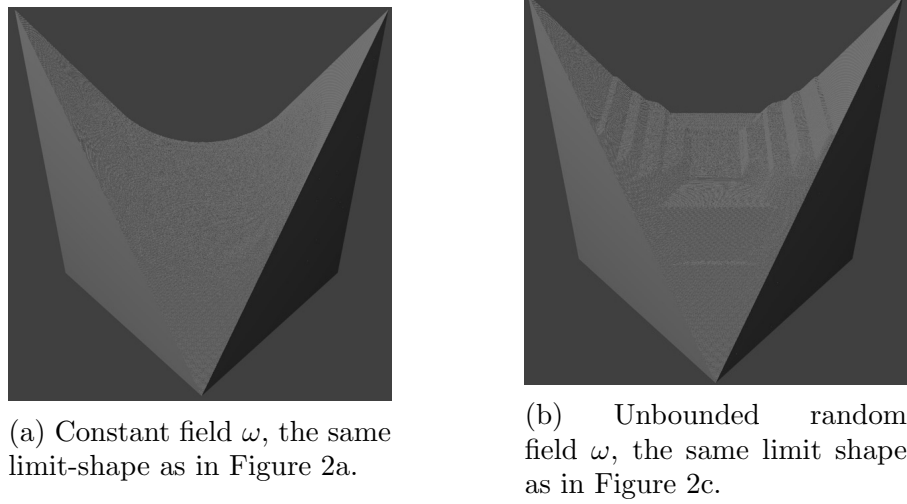 (a) Constant field ω, the same
limit-shape as in Figure 2a.
(b) Unbounded random
field ω, the same limit shape
as in Figure 2c.